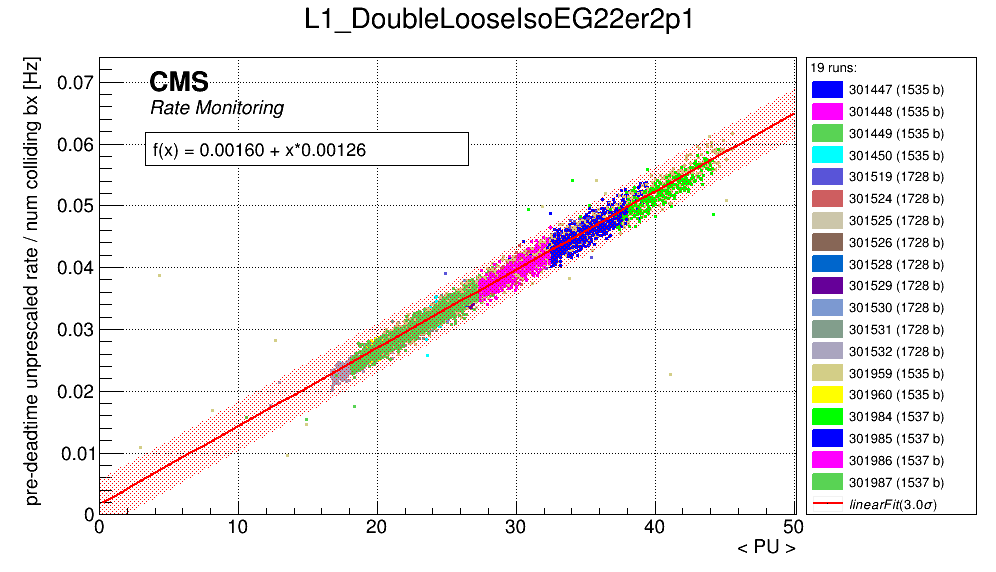 L1_DoubleLooseIsoEG22er2p1
pre-deadtime unprescaled rate / num colliding bx [Hz]
CMS
Rate Monitoring
f(x) = 0.00160 + x*0.00126
0.07
0.06
0.05
0.04
0.03
0.02
0.01
0
0 10 20 30 40 50
< PU >
19 runs:
301447 (1535 b)
301448 (1535 b)
301449 (1535 b)
301450 (1535 b)
301519 (1728 b)
301524 (1728 b)
301525 (1728 b)
301526 (1728 b)
301528 (1728 b)
301529 (1728 b)
301530 (1728 b)
301531 (1728 b)
301532 (1728 b)
301959 (1535 b)
301960 (1535 b)
301984 (1537 b)
301985 (1537 b)
301986 (1537 b)
301987 (1537 b)
linearFit(3.0σ)